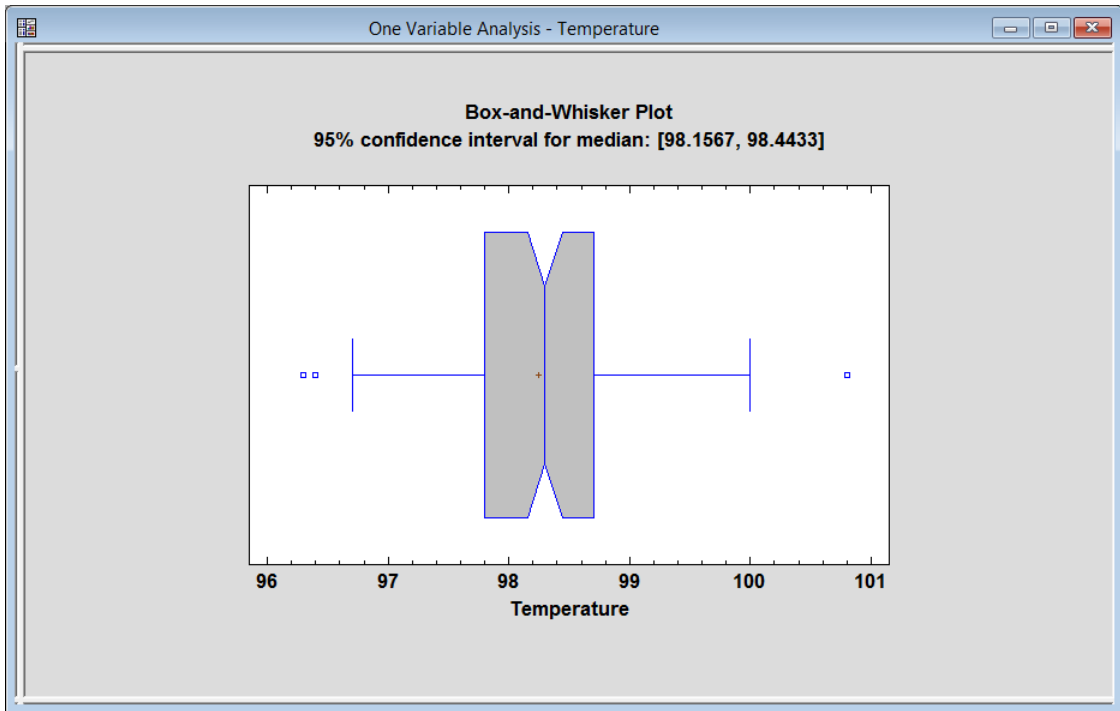 One Variable Analysis - Temperature
Box-and-Whisker Plot
95% confidence interval for median: [98.1567, 98.4433]
96 97 98 99 100 101
Temperature